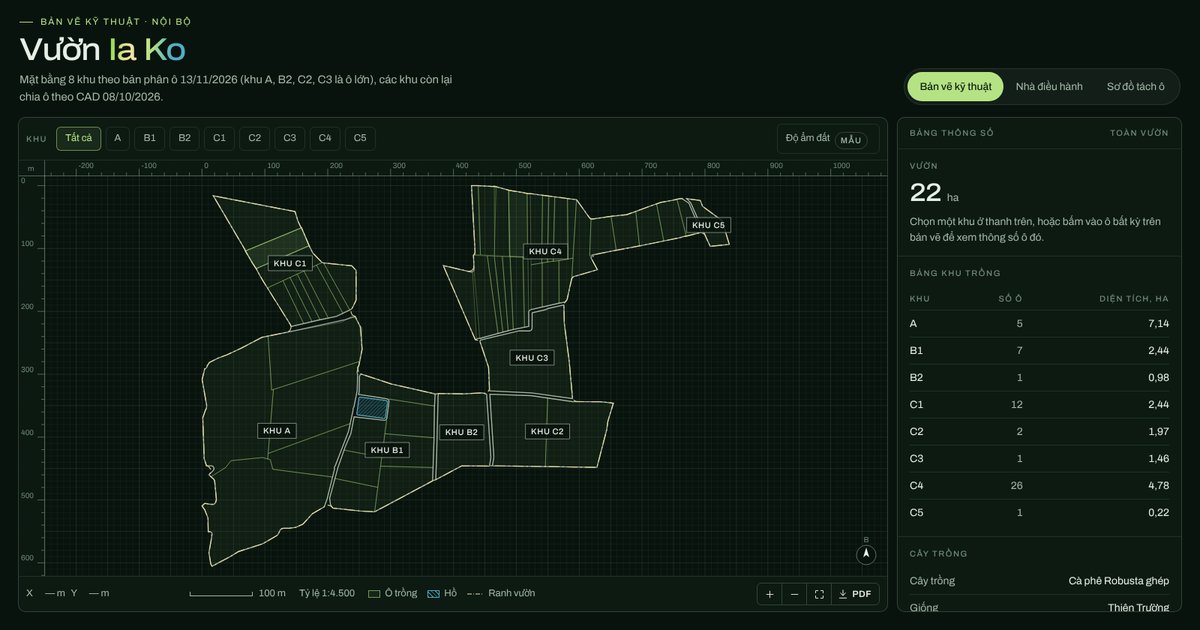 BẢN VẼ KỸ THUẬT · NỘI BỘ
Vườn Ia Ko
Mặt bằng 8 khu theo bản phân ô 13/11/2026 (khu A, B2, C2, C3 là ô lớn), các khu còn lại
chia ô theo CAD 08/10/2026.
Bản vẽ kỹ thuật
Nhà điều hành
Sơ đồ tách ô
KHU
Tất cả
A
B1
B2
C1
C2
C3
C4
C5
Độ ẩm đất
MẪU
m
-200 -100 0 100 200 300 400 500 600 700 800 900 1000
0
100
200
300
400
500
600
KHU C5
KHU C4
KHU C1
KHU C3
KHU A
KHU B2
KHU C2
KHU B1
B
X —m Y —m
100 m
Tỷ lệ 1:4.500
Ô trồng
Hồ
Ranh vườn
+
−
PDF
BẢNG THÔNG SỐ
TOÀN VƯỜN
VƯỜN
22 ha
Chọn một khu ở thanh trên, hoặc bấm vào ô bất kỳ trên
bản vẽ để xem thông số ô đó.
BẢNG KHU TRỒNG
KHU SỐ Ô DIỆN TÍCH, HA
A 5 7,14
B1 7 2,44
B2 1 0,98
C1 12 2,44
C2 2 1,97
C3 1 1,46
C4 26 4,78
C5 1 0,22
CÂY TRỒNG
Cây trồng Cà phê Robusta ghép
Giống Thiện Trường